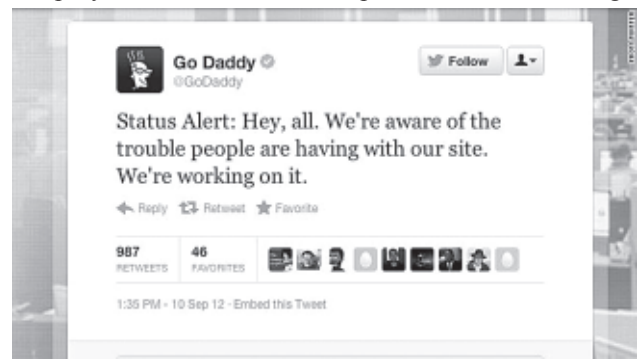 Go Daddy
@GoDaddy
Follow
Status Alert: Hey, all. We're aware of the
trouble people are having with our site.
We're working on it.
Reply Retweet Favorite
987 46
RETWEETS FAVORITES
1:35 PM - 10 Sep 12 · Embed this Tweet